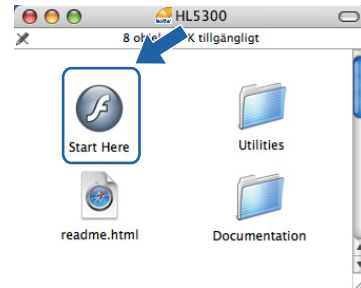 HL5300
8 K tillgängligt
Start Here
Utilities
readme.html
Documentation